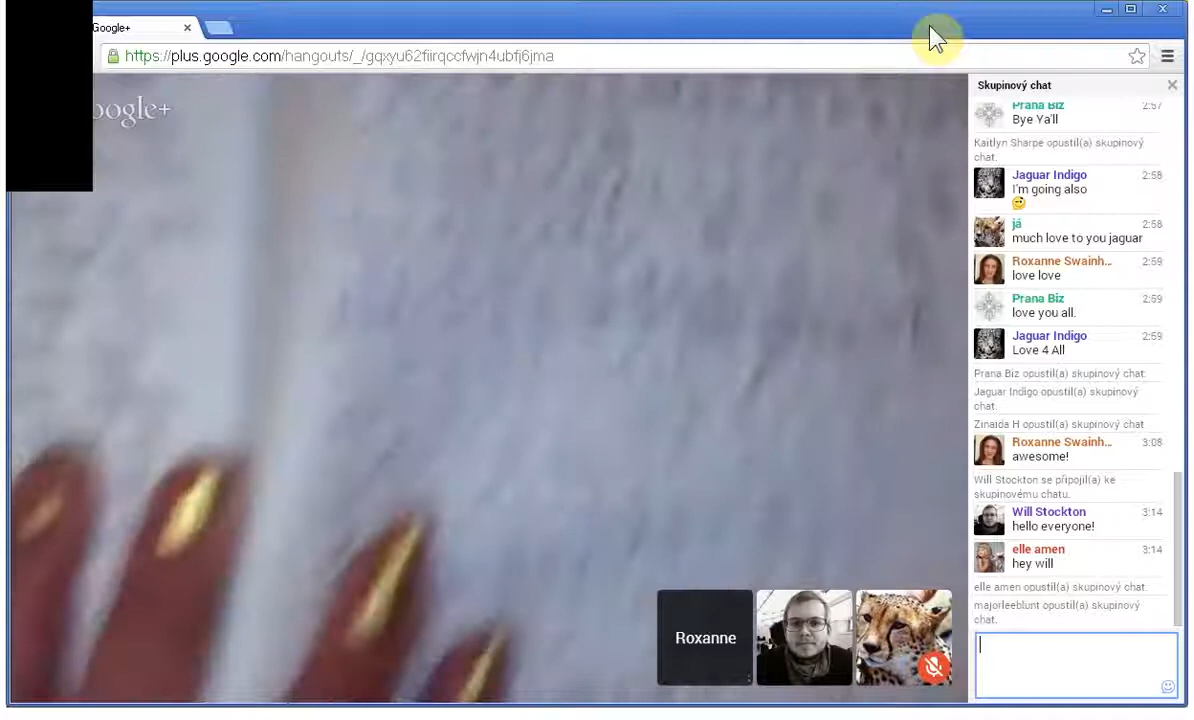 Google+
https://plus.google.com/hangouts/_/gqxyu62fiirqccfwjn4ubfj6jma
oogle+
Skupinový chat
Prana Biz 2:57
Bye Ya'll
Kaitlyn Sharpe opustil(a) skupinový
chat.
Jaguar Indigo 2:58
I'm going also
já 2:58
much love to you jaguar
Roxanne Swainh... 2:59
love love
Prana Biz 2:59
love you all.
Jaguar Indigo 2:59
Love 4 All
Prana Biz opustil(a) skupinový chat.
Jaguar Indigo opustil(a) skupinový
chat.
Zinaida H opustil(a) skupinový chat
Roxanne Swainh... 3:08
awesome!
Will Stockton se připojil(a) ke
skupinovému chatu.
Will Stockton 3:14
hello everyone!
elle amen 3:14
hey will
elle amen opustil(a) skupinový chat.
majorleeblunt opustil(a) skupinový
chat.
Roxanne